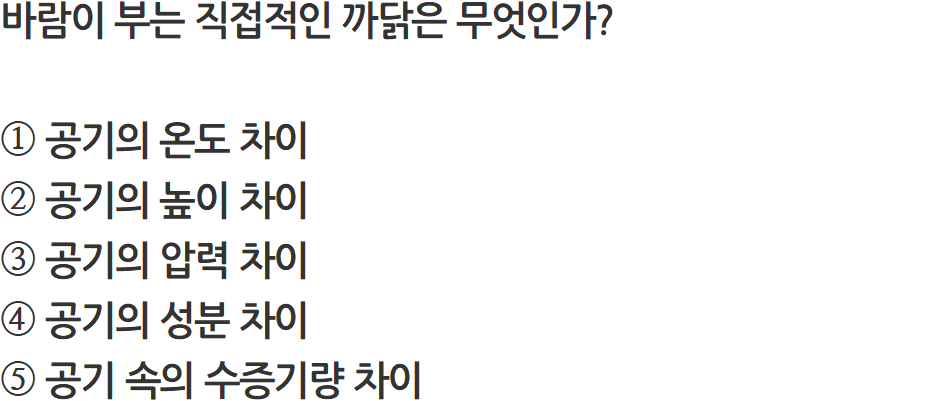 바람이 부는 직접적인 까닭은 무엇인가?
① 공기의 온도 차이
② 공기의 높이 차이
③ 공기의 압력 차이
④ 공기의 성분 차이
⑤ 공기 속의 수증기량 차이